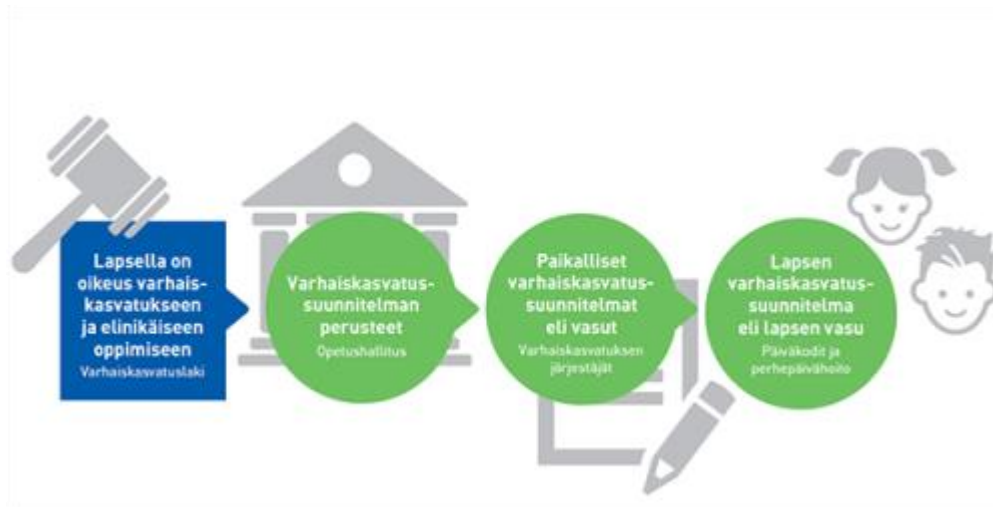 Lapsella on
oikeus varhais-
kasvatukseen
ja elinikäiseen
oppimiseen
Varhaiskasvatuslaki
Varhaiskasvatus-
suunnitelman
perusteet
Opetushallitus
Paikalliset
varhaiskasvatus-
suunnitelmat
eli vasut
Varhaiskasvatuksen
järjestäjät
Lapsen
varhaiskasvatus-
suunnitelma
eli lapsen vasu
Päiväkodit ja
perhepäivähoito